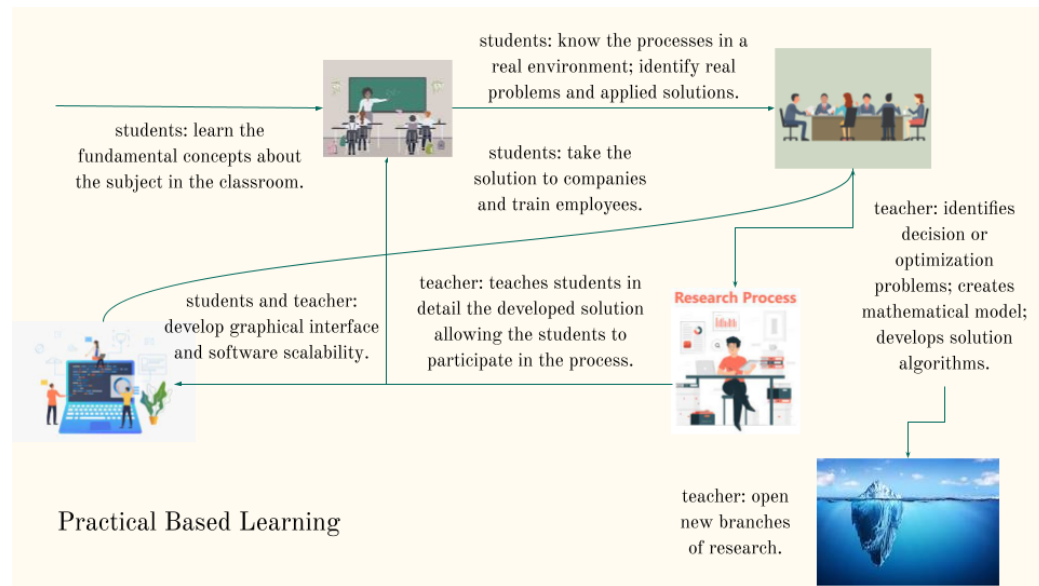 students: know the processes in a
real environment; identify real
problems and applied solutions.
students: learn the
fundamental concepts about
the subject in the classroom.
students: take the
solution to companies
and train employees.
teacher: identifies
decision or
optimization
problems; creates
mathematical model;
develops solution
algorithms.
students and teacher:
develop graphical interface
and software scalability.
teacher: teaches students in
detail the developed solution
allowing the students to
participate in the process.
Research Process
teacher: open
new branches
of research.
Practical Based Learning